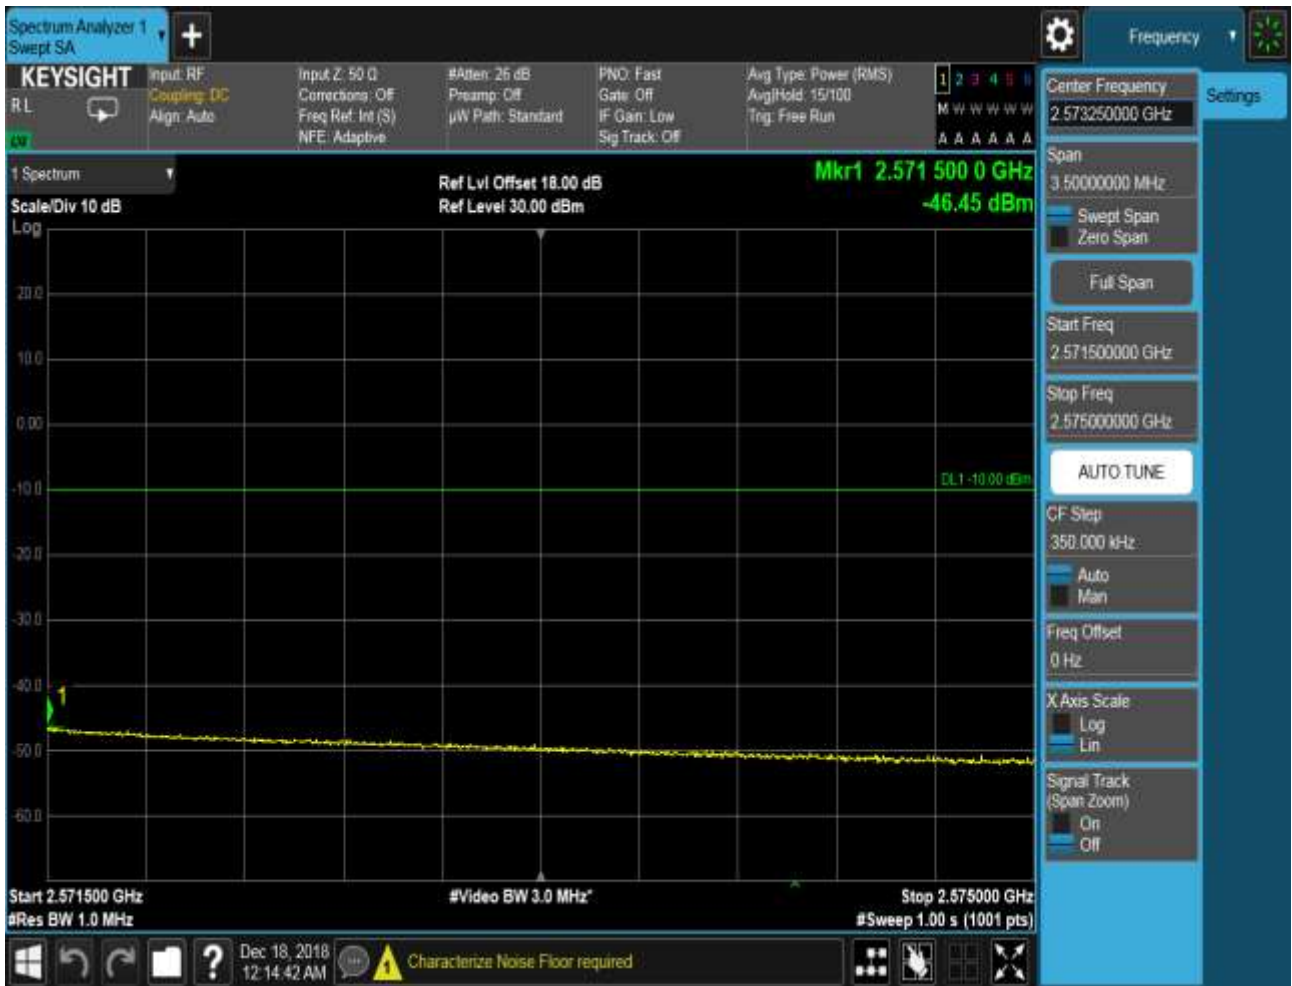 Spectrum Analyzer 1
Swept SA
+
Frequency
KEYSIGHT
R L
Input: RF
Coupling: DC
Align: Auto
Input Z: 50 Ω
Corrections: Off
Freq Ref: Int (S)
NFE: Adaptive
#Atten: 26 dB
Preamp: Off
µW Path: Standard
PNO: Fast
Gate: Off
IF Gain: Low
Sig Track: Off
Avg Type: Power (RMS)
Avg|Hold: 15/100
Trig: Free Run
1 2 3 4 5 6
M W W W W W
A A A A A A
1 Spectrum
Scale/Div 10 dB
Log
Ref Lvl Offset 18.00 dB
Ref Level 30.00 dBm
Mkr1 2.571 500 0 GHz
-46.45 dBm
20.0
10.0
0.00
-10.0
-20.0
-30.0
-40.0
-50.0
-60.0
DL1 -10.00 dBm
1
Start 2.571500 GHz
#Res BW 1.0 MHz
#Video BW 3.0 MHz*
Stop 2.575000 GHz
#Sweep 1.00 s (1001 pts)
Center Frequency
2.573250000 GHz
Settings
Span
3.50000000 MHz
Swept Span
Zero Span
Full Span
Start Freq
2.571500000 GHz
Stop Freq
2.575000000 GHz
AUTO TUNE
CF Step
350.000 kHz
Auto
Man
Freq Offset
0 Hz
X Axis Scale
Log
Lin
Signal Track
(Span Zoom)
On
Off
?
Dec 18, 2018
12:14:42 AM
1
Characterize Noise Floor required